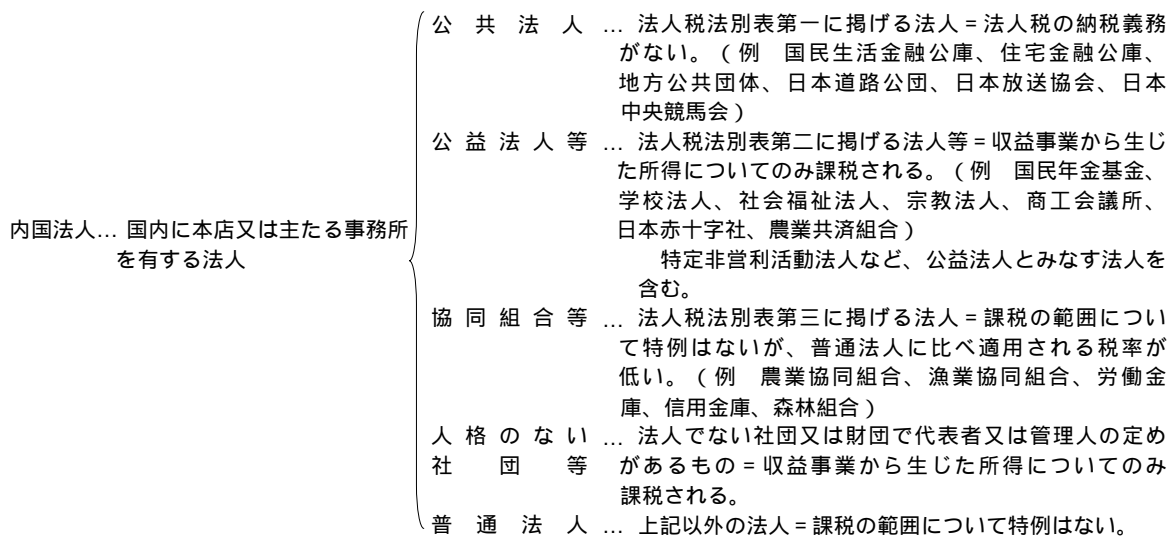 公共法人 … 法人税法別表第一に掲げる法人=法人税の納税義務
がない。(例 国民生活金融公庫、住宅金融公庫、
地方公共団体、日本道路公団、日本放送協会、日本
中央競馬会)
公益法人等 … 法人税法別表第二に掲げる法人等=収益事業から生じ
た所得についてのみ課税される。(例 国民年金基金、
学校法人、社会福祉法人、宗教法人、商工会議所、
日本赤十字社、農業共済組合)
内国法人… 国内に本店又は主たる事務所
を有する法人
特定非営利活動法人など、公益法人とみなす法人を
含む。
協同組合等 … 法人税法別表第三に掲げる法人=課税の範囲につい
て特例はないが、普通法人に比べ適用される税率が
低い。(例 農業協同組合、漁業協同組合、労働金
庫、信用金庫、森林組合)
人格のない … 法人でない社団又は財団で代表者又は管理人の定め
社団等 があるもの=収益事業から生じた所得についてのみ
課税される。
普通法人 … 上記以外の法人=課税の範囲について特例はない。